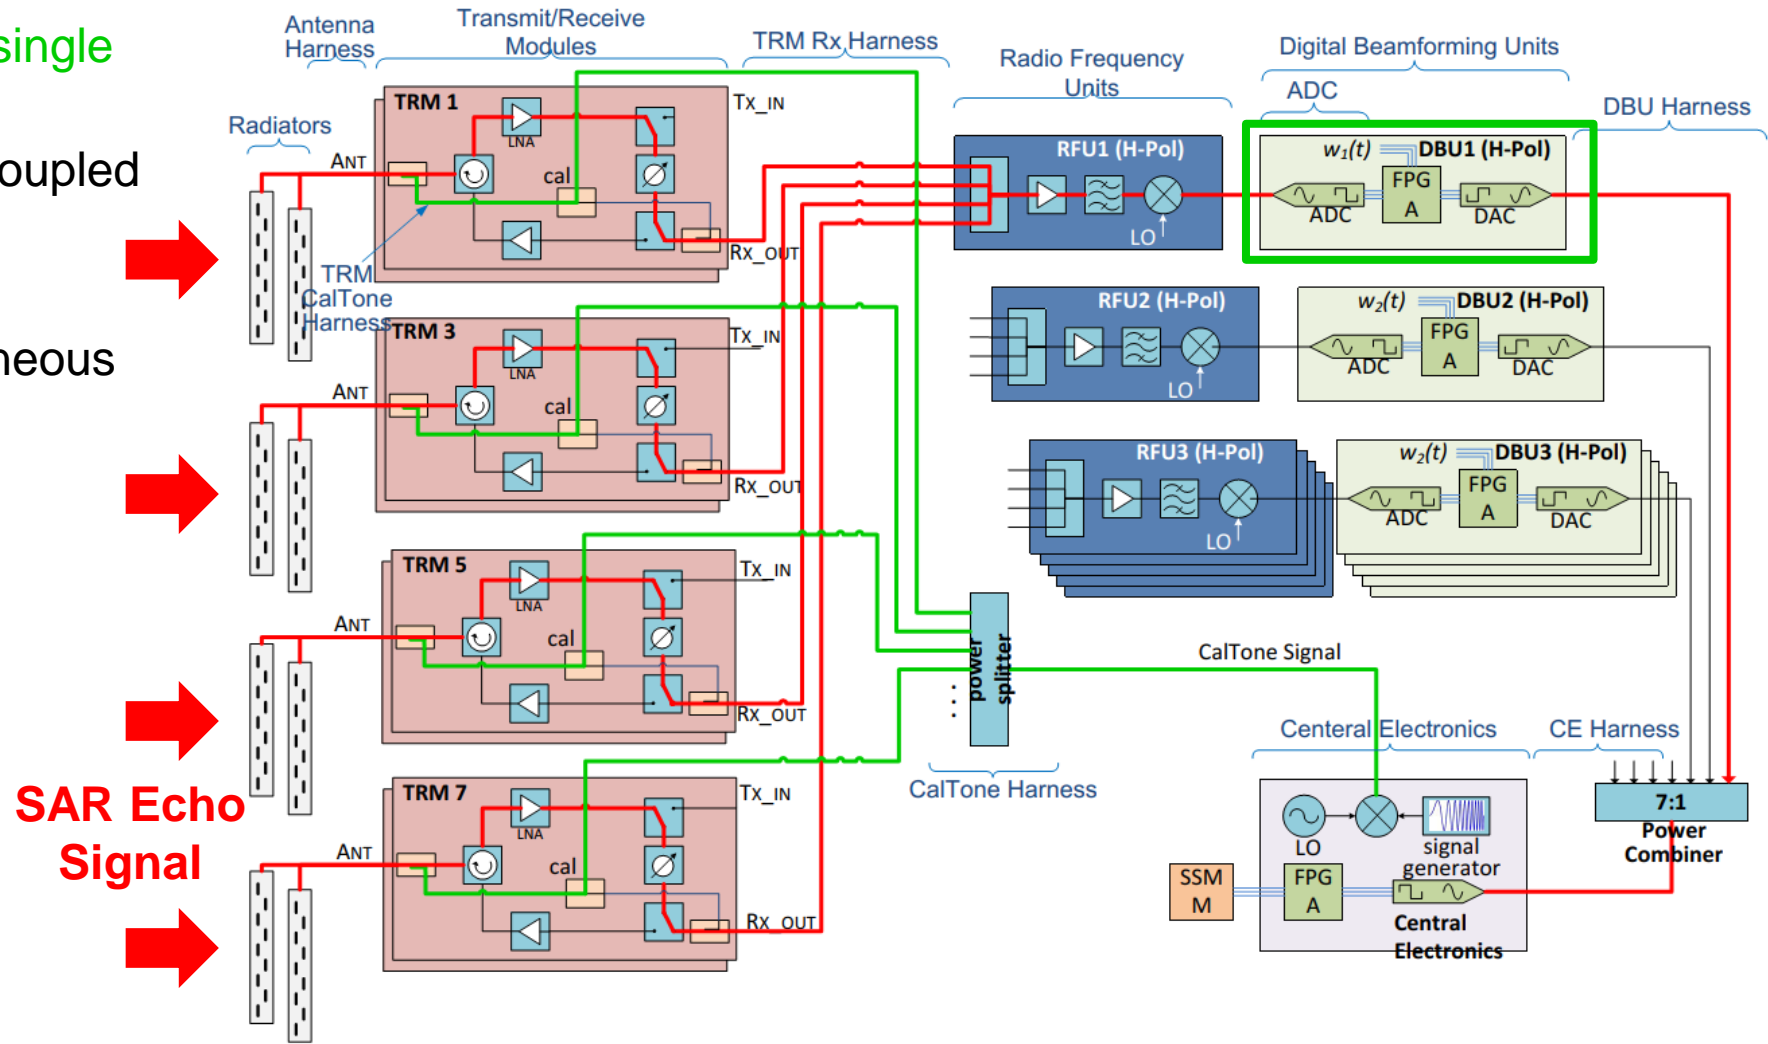 single
oupled
neous
Antenna
Harness
Transmit/Receive
Modules
TRM Rx Harness
Radio Frequency
Units
Digital Beamforming Units
ADC
DBU Harness
Radiators
TRM 1
Tx_IN
LNA
ANT
cal
Rx_OUT
TRM
CalTone
Harness
RFU1 (H-Pol)
LO
w1(t)
DBU1 (H-Pol)
FPG
A
ADC
DAC
RFU2 (H-Pol)
LO
w2(t)
DBU2 (H-Pol)
FPG
A
ADC
DAC
TRM 3
Tx_IN
LNA
ANT
cal
Rx_OUT
RFU3 (H-Pol)
LO
w2(t)
DBU3 (H-Pol)
FPG
A
ADC
DAC
TRM 5
Tx_IN
LNA
ANT
cal
Rx_OUT
power
splitter
. . .
CalTone Signal
CalTone Harness
Centeral Electronics
CE Harness
TRM 7
Tx_IN
LNA
ANT
cal
Rx_OUT
SAR Echo
Signal
LO
signal
generator
SSM
M
FPG
A
Central
Electronics
7:1
Power
Combiner